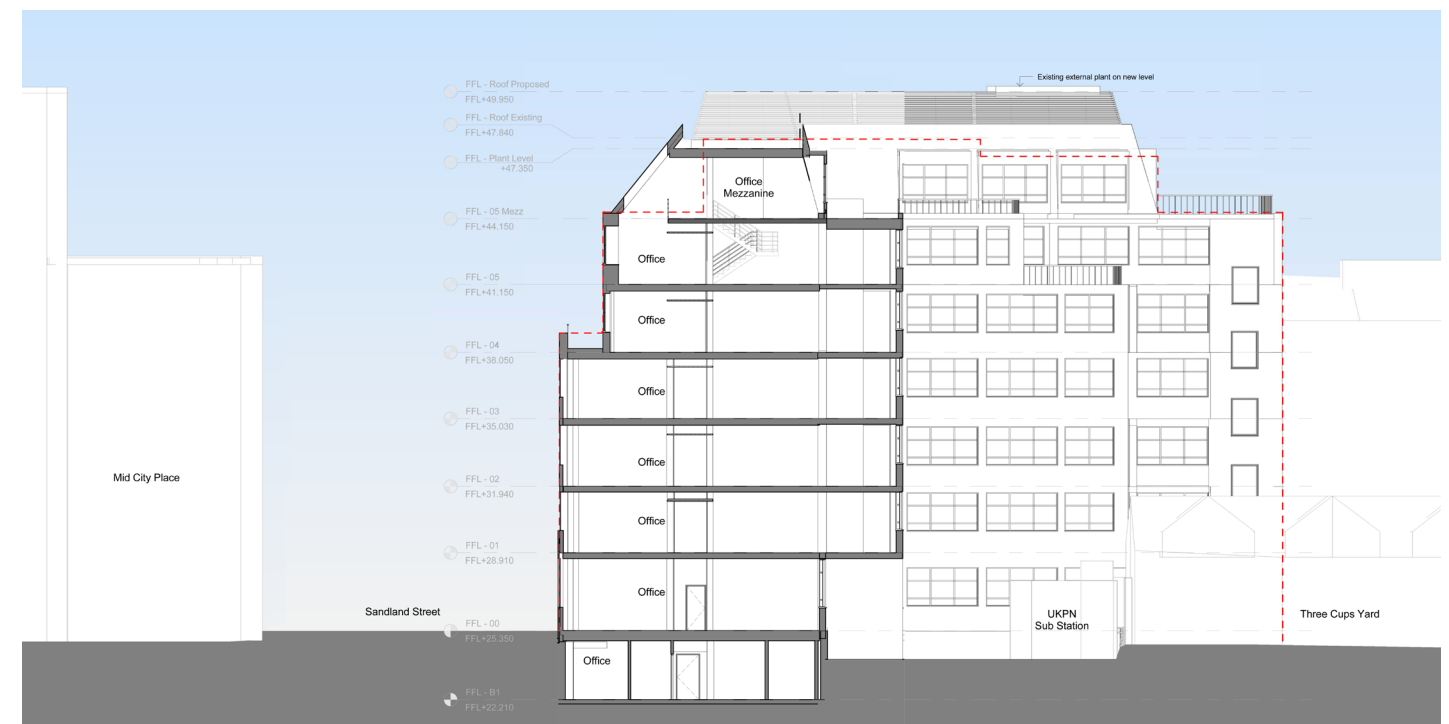 Existing external plant on new level
FFL - Roof Proposed
FFL+49.950
FFL - Roof Existing
FFL+47.840
FFL - Plant Level
+47.350
Office
Mezzanine
FFL - 05 Mezz
FFL+44.150
Office
FFL - 05
FFL+41.150
Office
FFL - 04
FFL+38.050
Office
FFL - 03
FFL+35.030
Office
Mid City Place
FFL - 02
FFL+31.940
Office
FFL - 01
FFL+28.910
Office
Sandland Street
UKPN
Sub Station
Three Cups Yard
FFL - 00
FFL+25.350
Office
FFL - B1
FFL+22.210